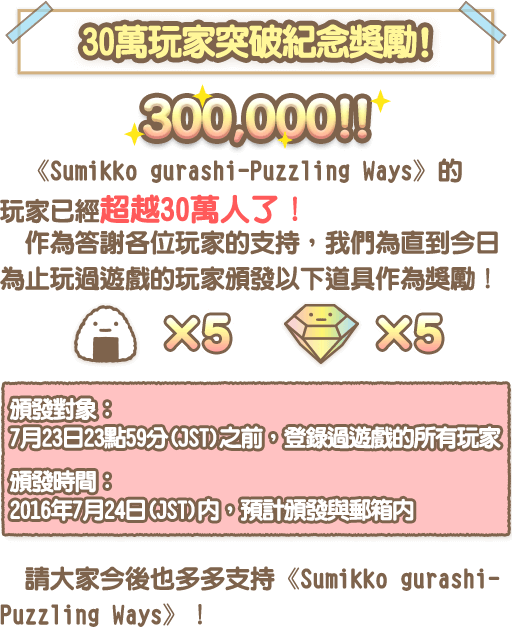 30萬玩家突破紀念獎勵!
300,000!!
《Sumikko gurashi-Puzzling Ways》的
玩家已經超越30萬人了！
作為答謝各位玩家的支持，我們為直到今日
為止玩過遊戲的玩家頒發以下道具作為獎勵！
×5 ×5
頒發對象：
7月23日23點59分(JST)之前，登錄過遊戲的所有玩家
頒發時間：
2016年7月24日(JST)內，預計頒發與郵箱內
請大家今後也多多支持《Sumikko gurashi-
Puzzling Ways》！